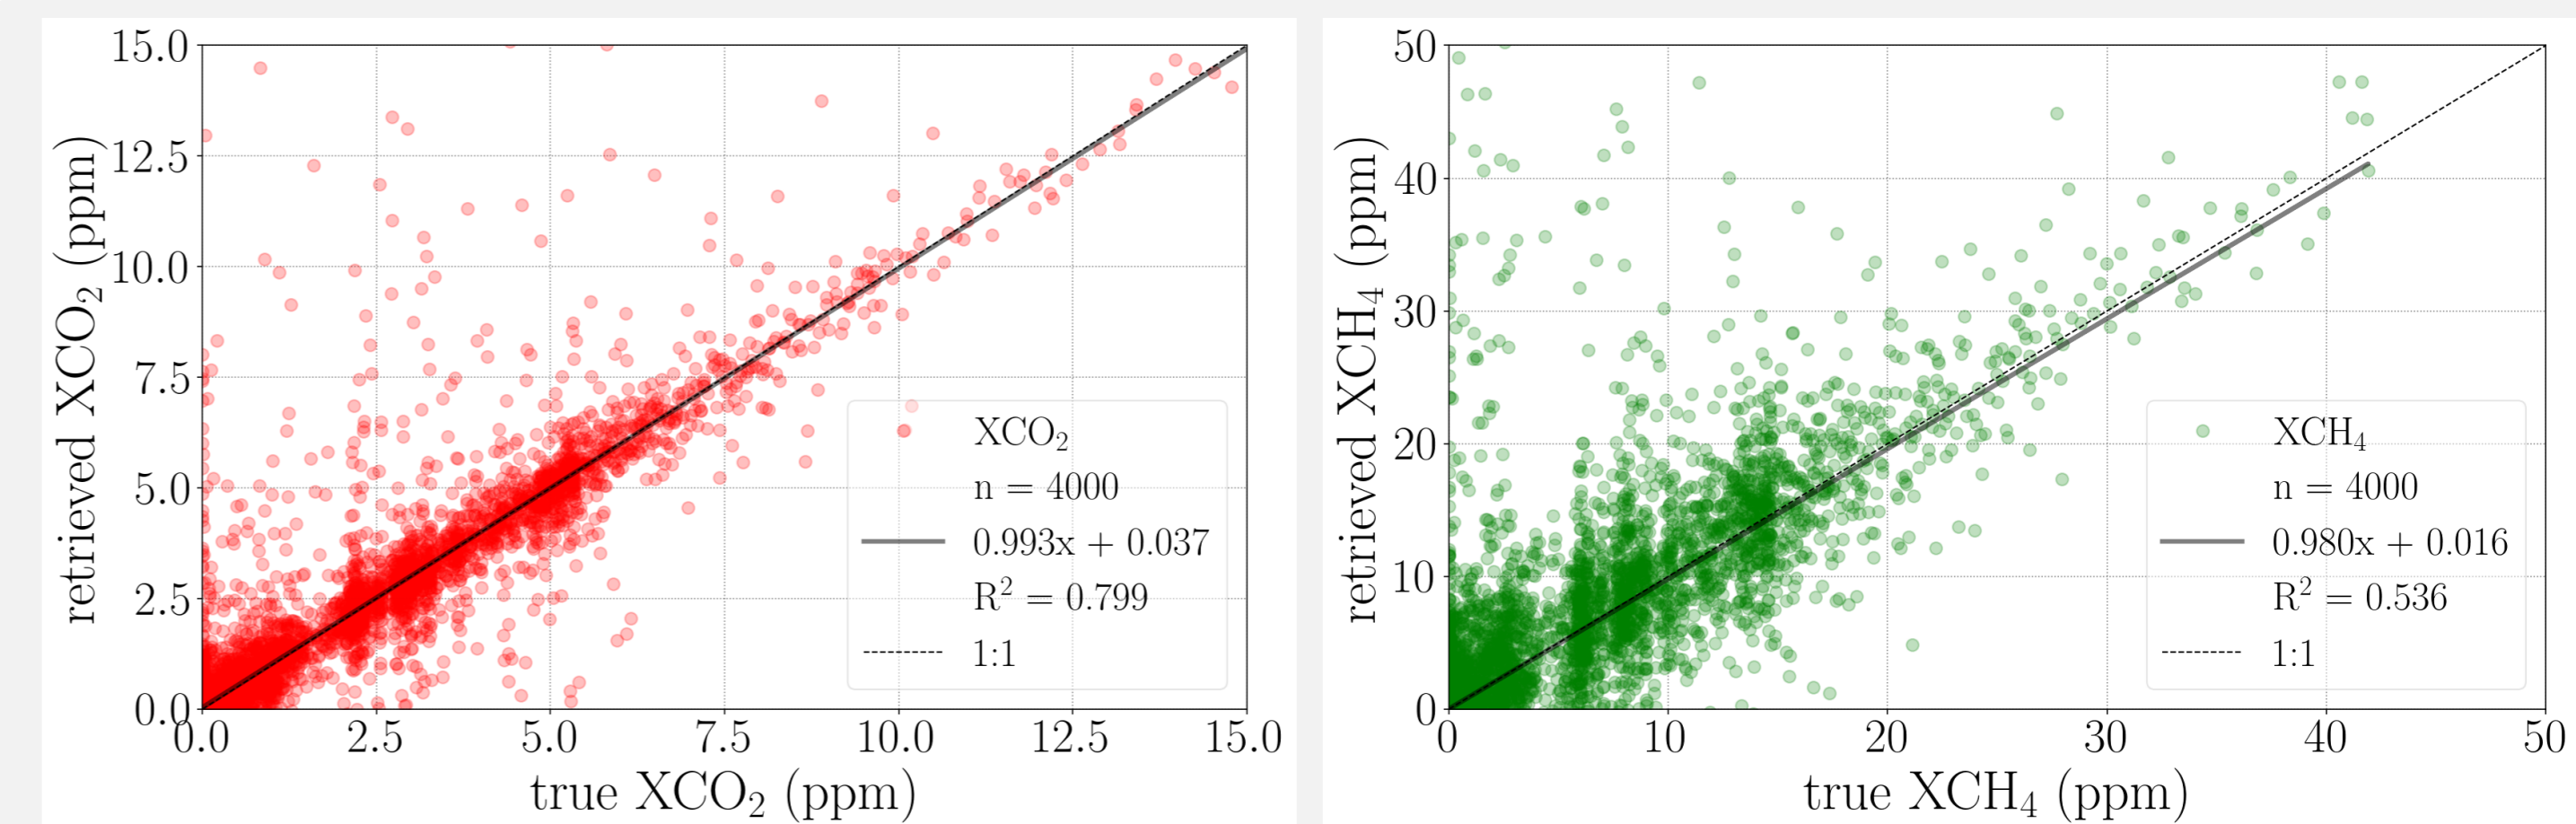 15.0
12.5
10.0
7.5
5.0
2.5
0.0
retrieved XCO₂ (ppm)
0.0 2.5 5.0 7.5 10.0 12.5 15.0
true XCO₂ (ppm)
XCO₂
n = 4000
0.993x + 0.037
R² = 0.799
1:1
50
40
30
20
10
0
retrieved XCH₄ (ppm)
0 10 20 30 40 50
true XCH₄ (ppm)
XCH₄
n = 4000
0.980x + 0.016
R² = 0.536
1:1